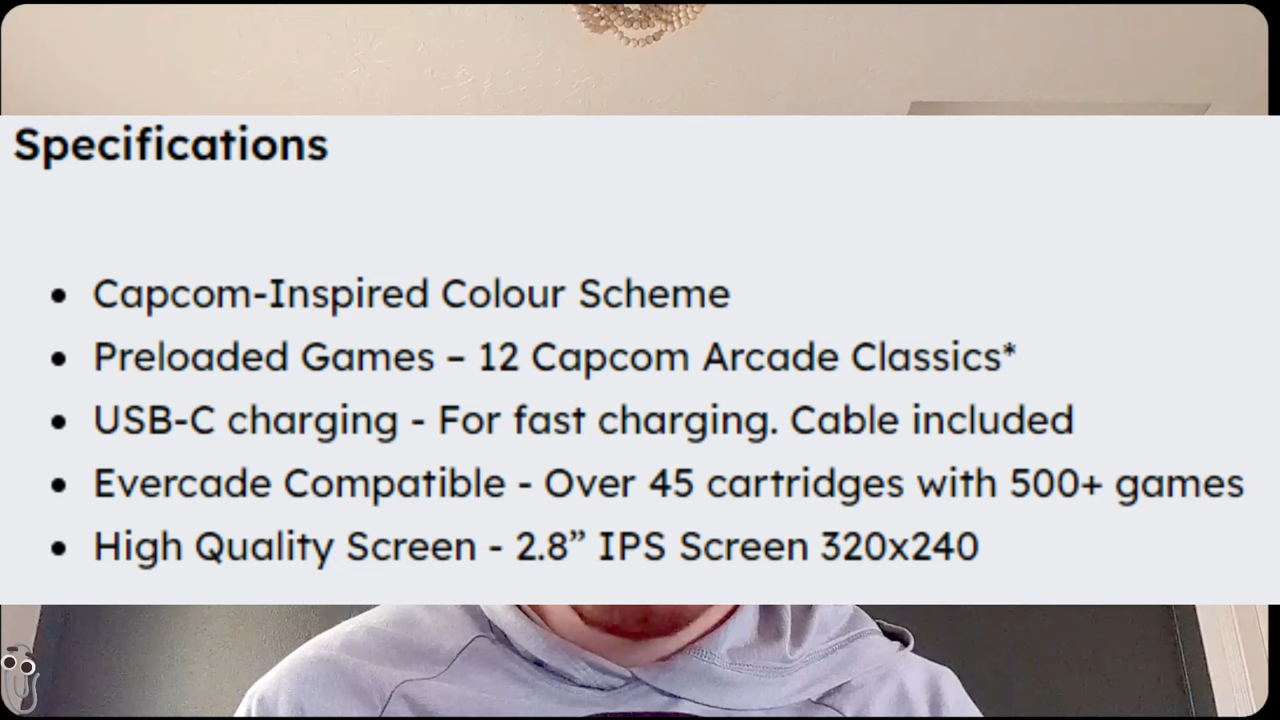 Specifications
• Capcom-Inspired Colour Scheme
• Preloaded Games – 12 Capcom Arcade Classics*
• USB-C charging - For fast charging. Cable included
• Evercade Compatible - Over 45 cartridges with 500+ games
• High Quality Screen - 2.8” IPS Screen 320x240